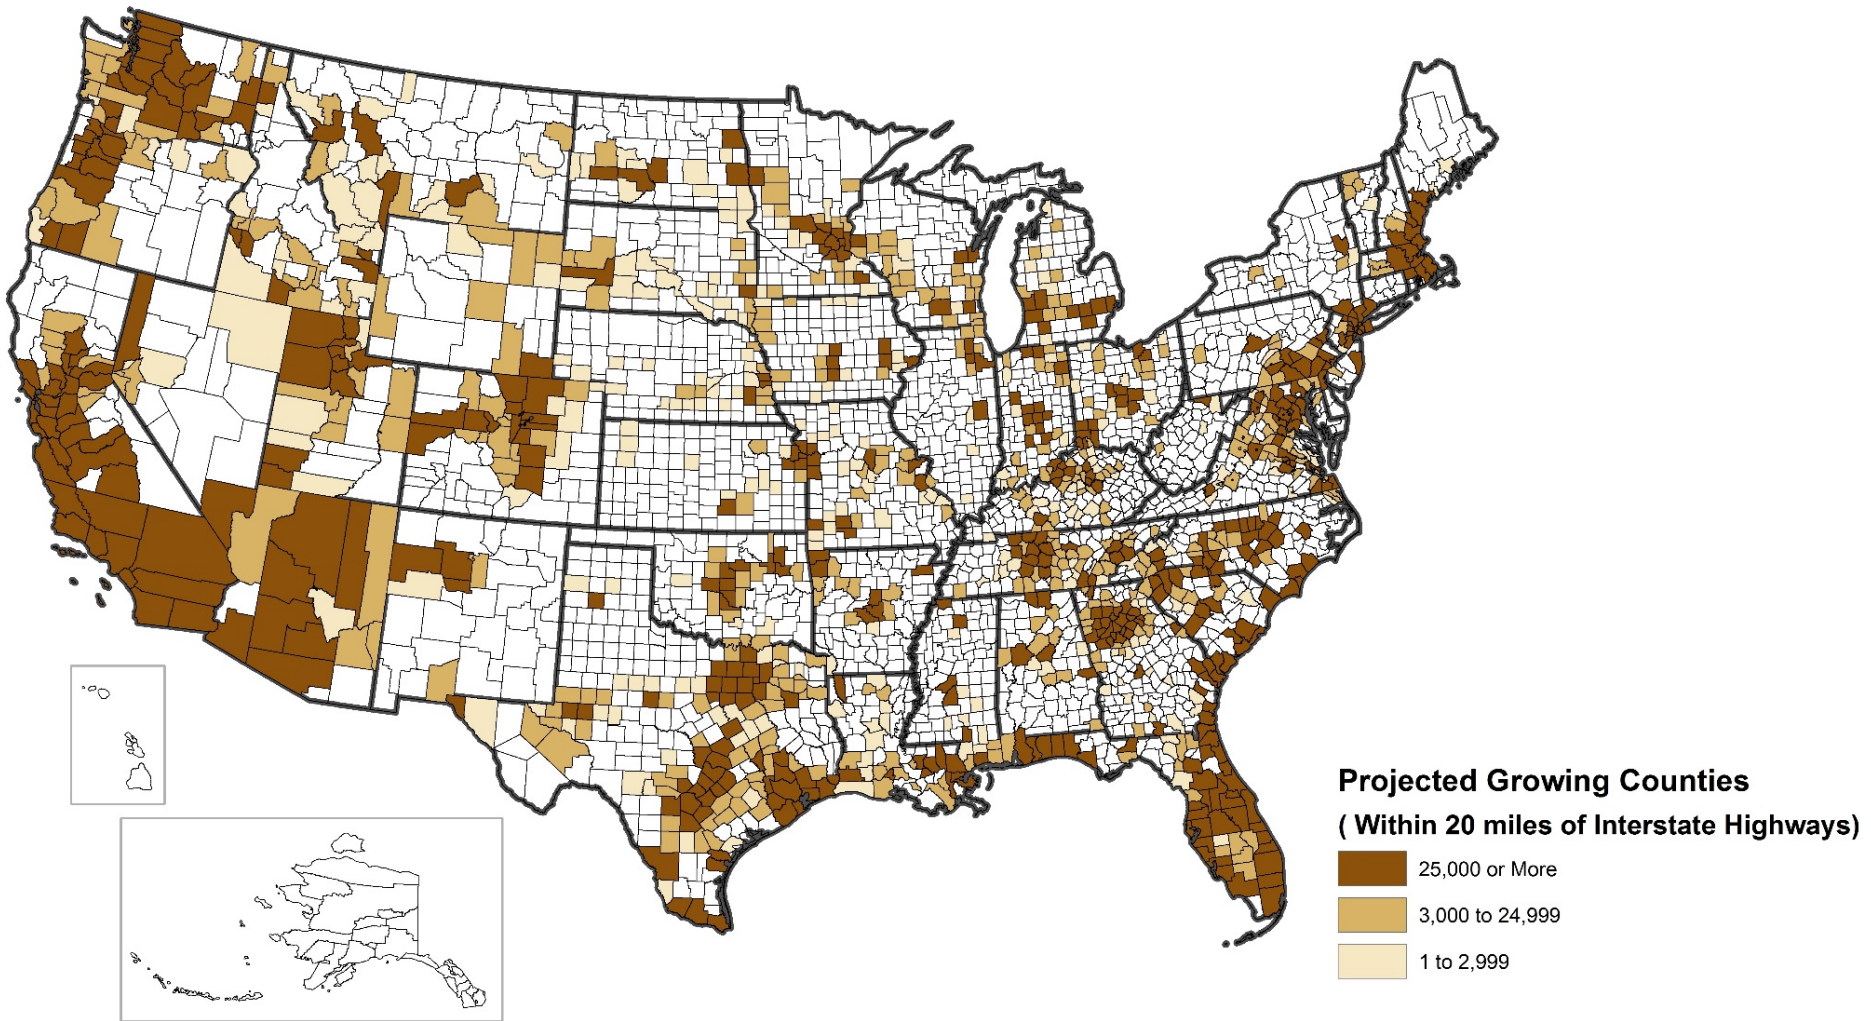 Projected Growing Counties
( Within 20 miles of Interstate Highways)
25,000 or More
3,000 to 24,999
1 to 2,999